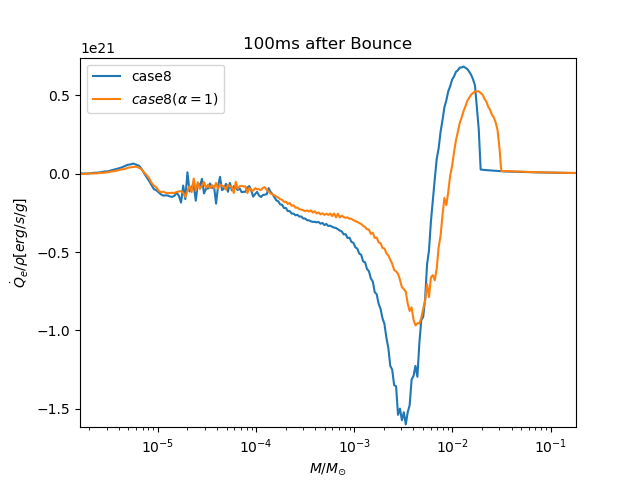 100ms after Bounce
1e21
case8
case8(α = 1)
0.5
0.0
−0.5
−1.0
−1.5
Q̇e/ρ[erg/s/g]
10⁻⁵ 10⁻⁴ 10⁻³ 10⁻² 10⁻¹
M/M⊙